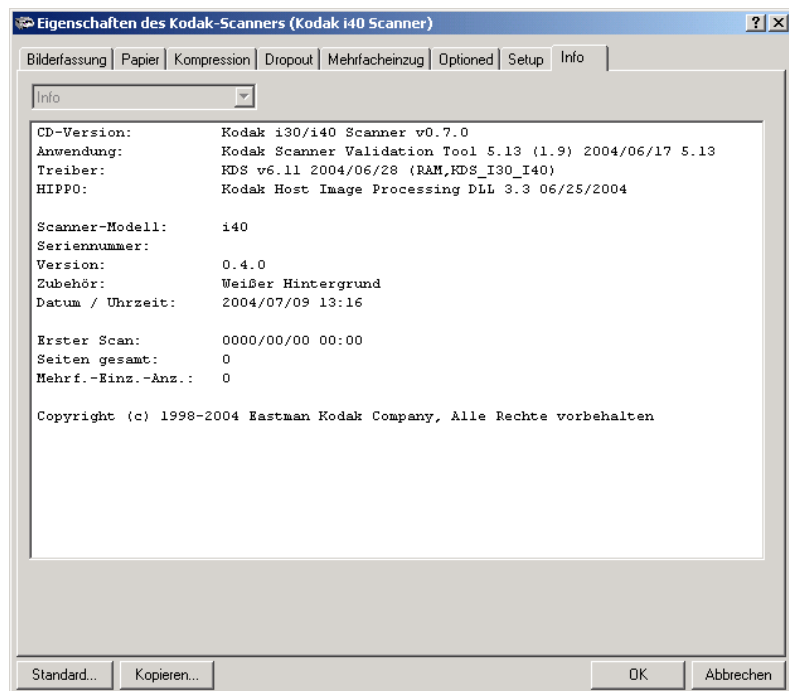 Eigenschaften des Kodak-Scanners (Kodak i40 Scanner)
Bilderfassung Papier Kompression Dropout Mehrfacheinzug Optioned Setup Info
Info
CD-Version: Kodak i30/i40 Scanner v0.7.0
Anwendung: Kodak Scanner Validation Tool 5.13 (1.9) 2004/06/17 5.13
Treiber: KDS v6.11 2004/06/28 (RAM,KDS_I30_I40)
HIPPO: Kodak Host Image Processing DLL 3.3 06/25/2004
Scanner-Modell: i40
Seriennummer:
Version: 0.4.0
Zubehör: Weißer Hintergrund
Datum / Uhrzeit: 2004/07/09 13:16
Erster Scan: 0000/00/00 00:00
Seiten gesamt: 0
Mehrf.-Einz.-Anz.: 0
Copyright (c) 1998-2004 Eastman Kodak Company, Alle Rechte vorbehalten
Standard... Kopieren... OK Abbrechen